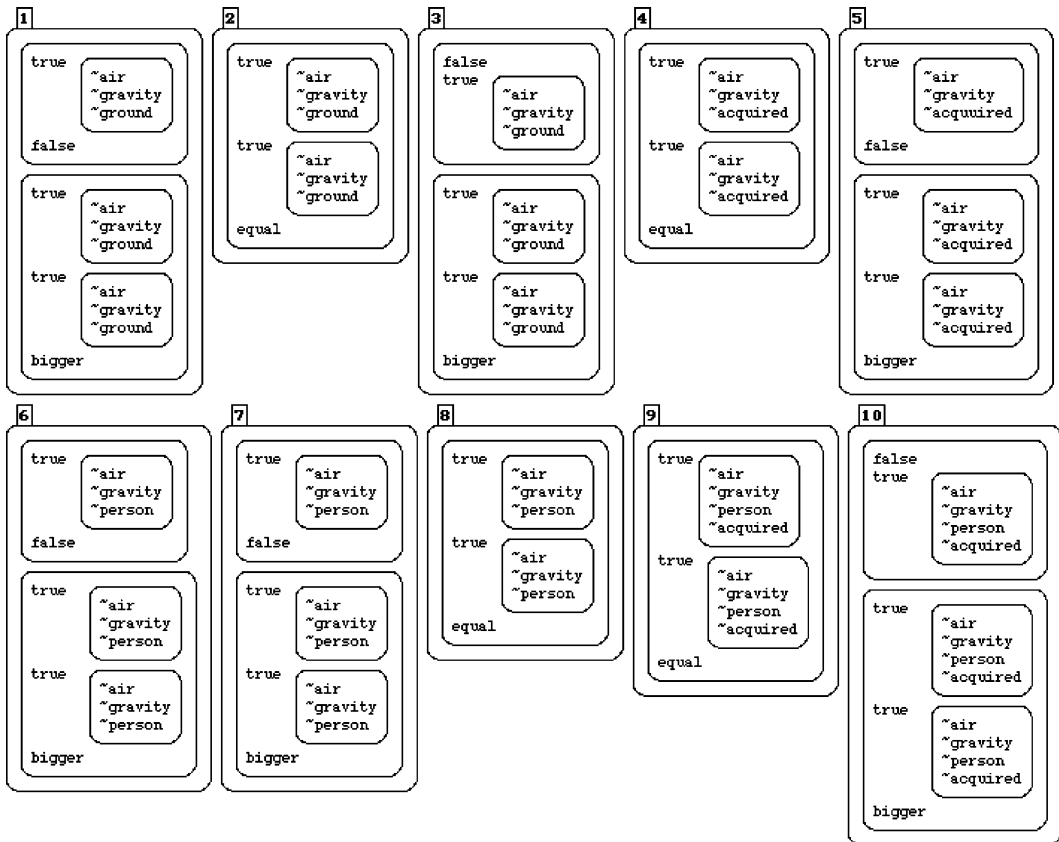 1
true
~air
~gravity
~ground
false
true
~air
~gravity
~ground
true
~air
~gravity
~ground
bigger
2
true
~air
~gravity
~ground
true
~air
~gravity
~ground
equal
3
false
true
~air
~gravity
~ground
true
~air
~gravity
~ground
true
~air
~gravity
~ground
bigger
4
true
~air
~gravity
~acquired
true
~air
~gravity
~acquired
equal
5
true
~air
~gravity
~acquuired
false
true
~air
~gravity
~acquired
true
~air
~gravity
~acquired
bigger
6
true
~air
~gravity
~person
false
true
~air
~gravity
~person
true
~air
~gravity
~person
bigger
7
true
~air
~gravity
~person
false
true
~air
~gravity
~person
true
~air
~gravity
~person
bigger
8
true
~air
~gravity
~person
true
~air
~gravity
~person
equal
9
true
~air
~gravity
~person
~acquired
true
~air
~gravity
~person
~acquired
equal
10
false
true
~air
~gravity
~person
~acquired
true
~air
~gravity
~person
~acquired
true
~air
~gravity
~person
~acquired
bigger